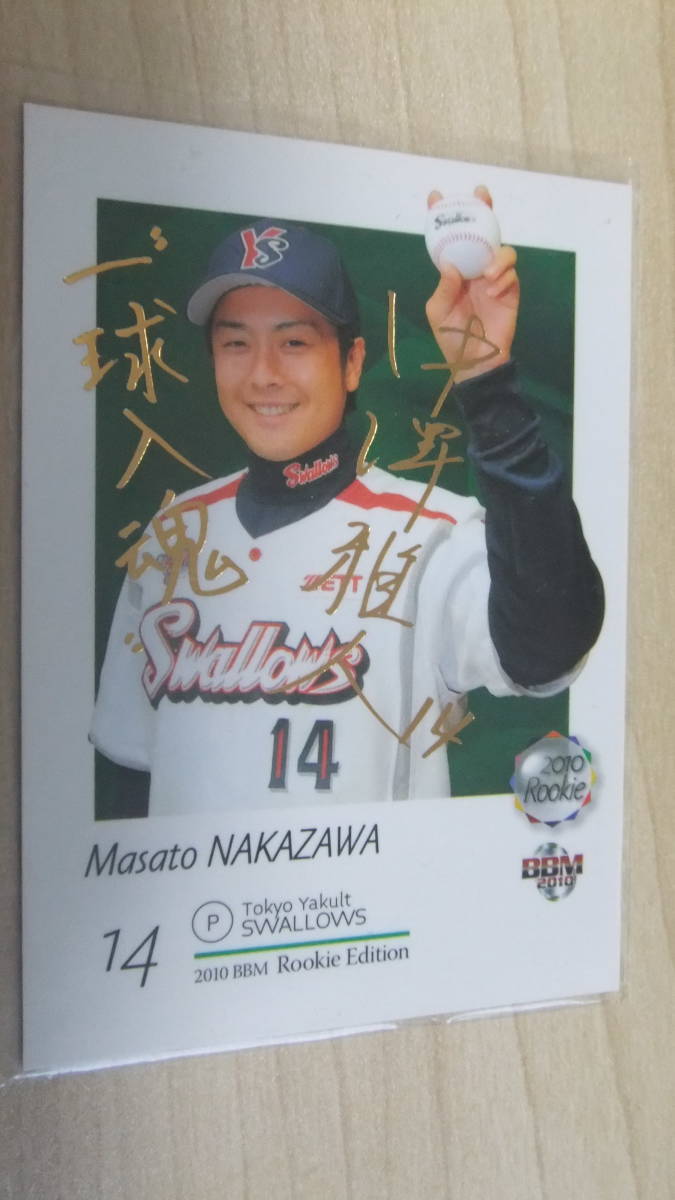 YS
Swallows
"一球入魂"
中澤雅人 14
Swallows
ZETT
Swallows
14
2010
Rookie
Masato NAKAZAWA
BBM
2010
14
P
Tokyo Yakult
SWALLOWS
2010 BBM Rookie Edition